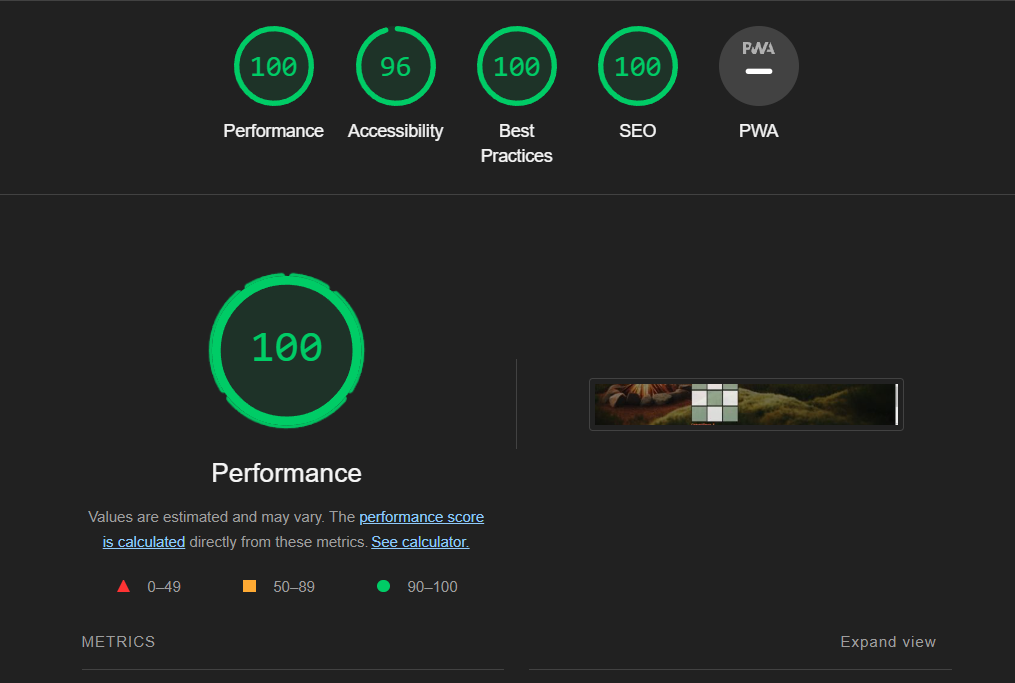 100
96
100
100
PWA
Performance
Accessibility
Best
Practices
SEO
PWA
100
Performance
Values are estimated and may vary. The performance score
is calculated directly from these metrics. See calculator.
0–49
50–89
90–100
METRICS
Expand view